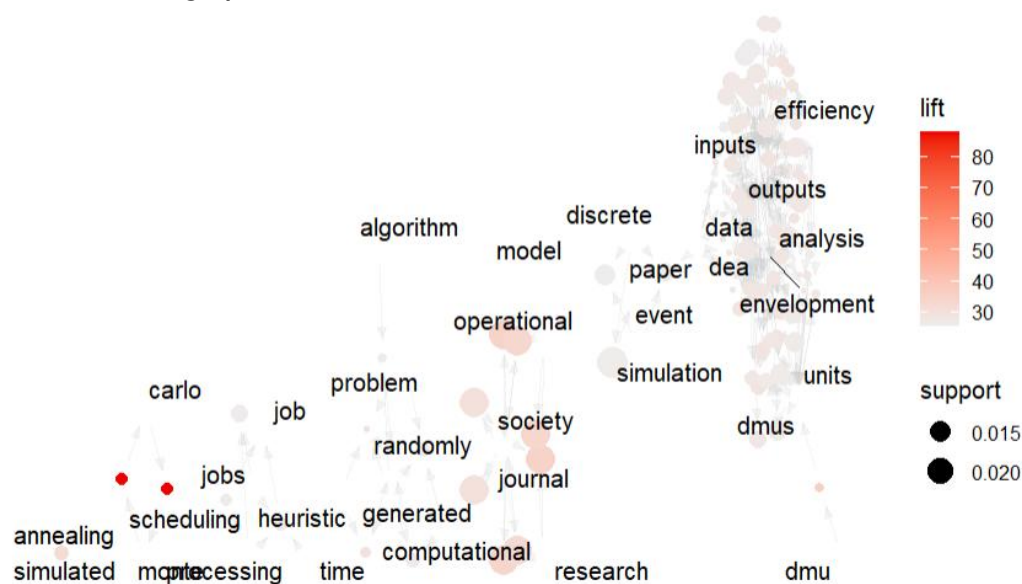 efficiency
lift
inputs
80
70
outputs
60
discrete
algorithm
data
analysis
50
model
paper
dea
40
envelopment
30
event
operational
simulation
units
problem
carlo
support
job
society
dmus
0.015
randomly
0.020
jobs
journal
scheduling
heuristic
generated
annealing
computational
simulated
monte
processing
time
research
dmu